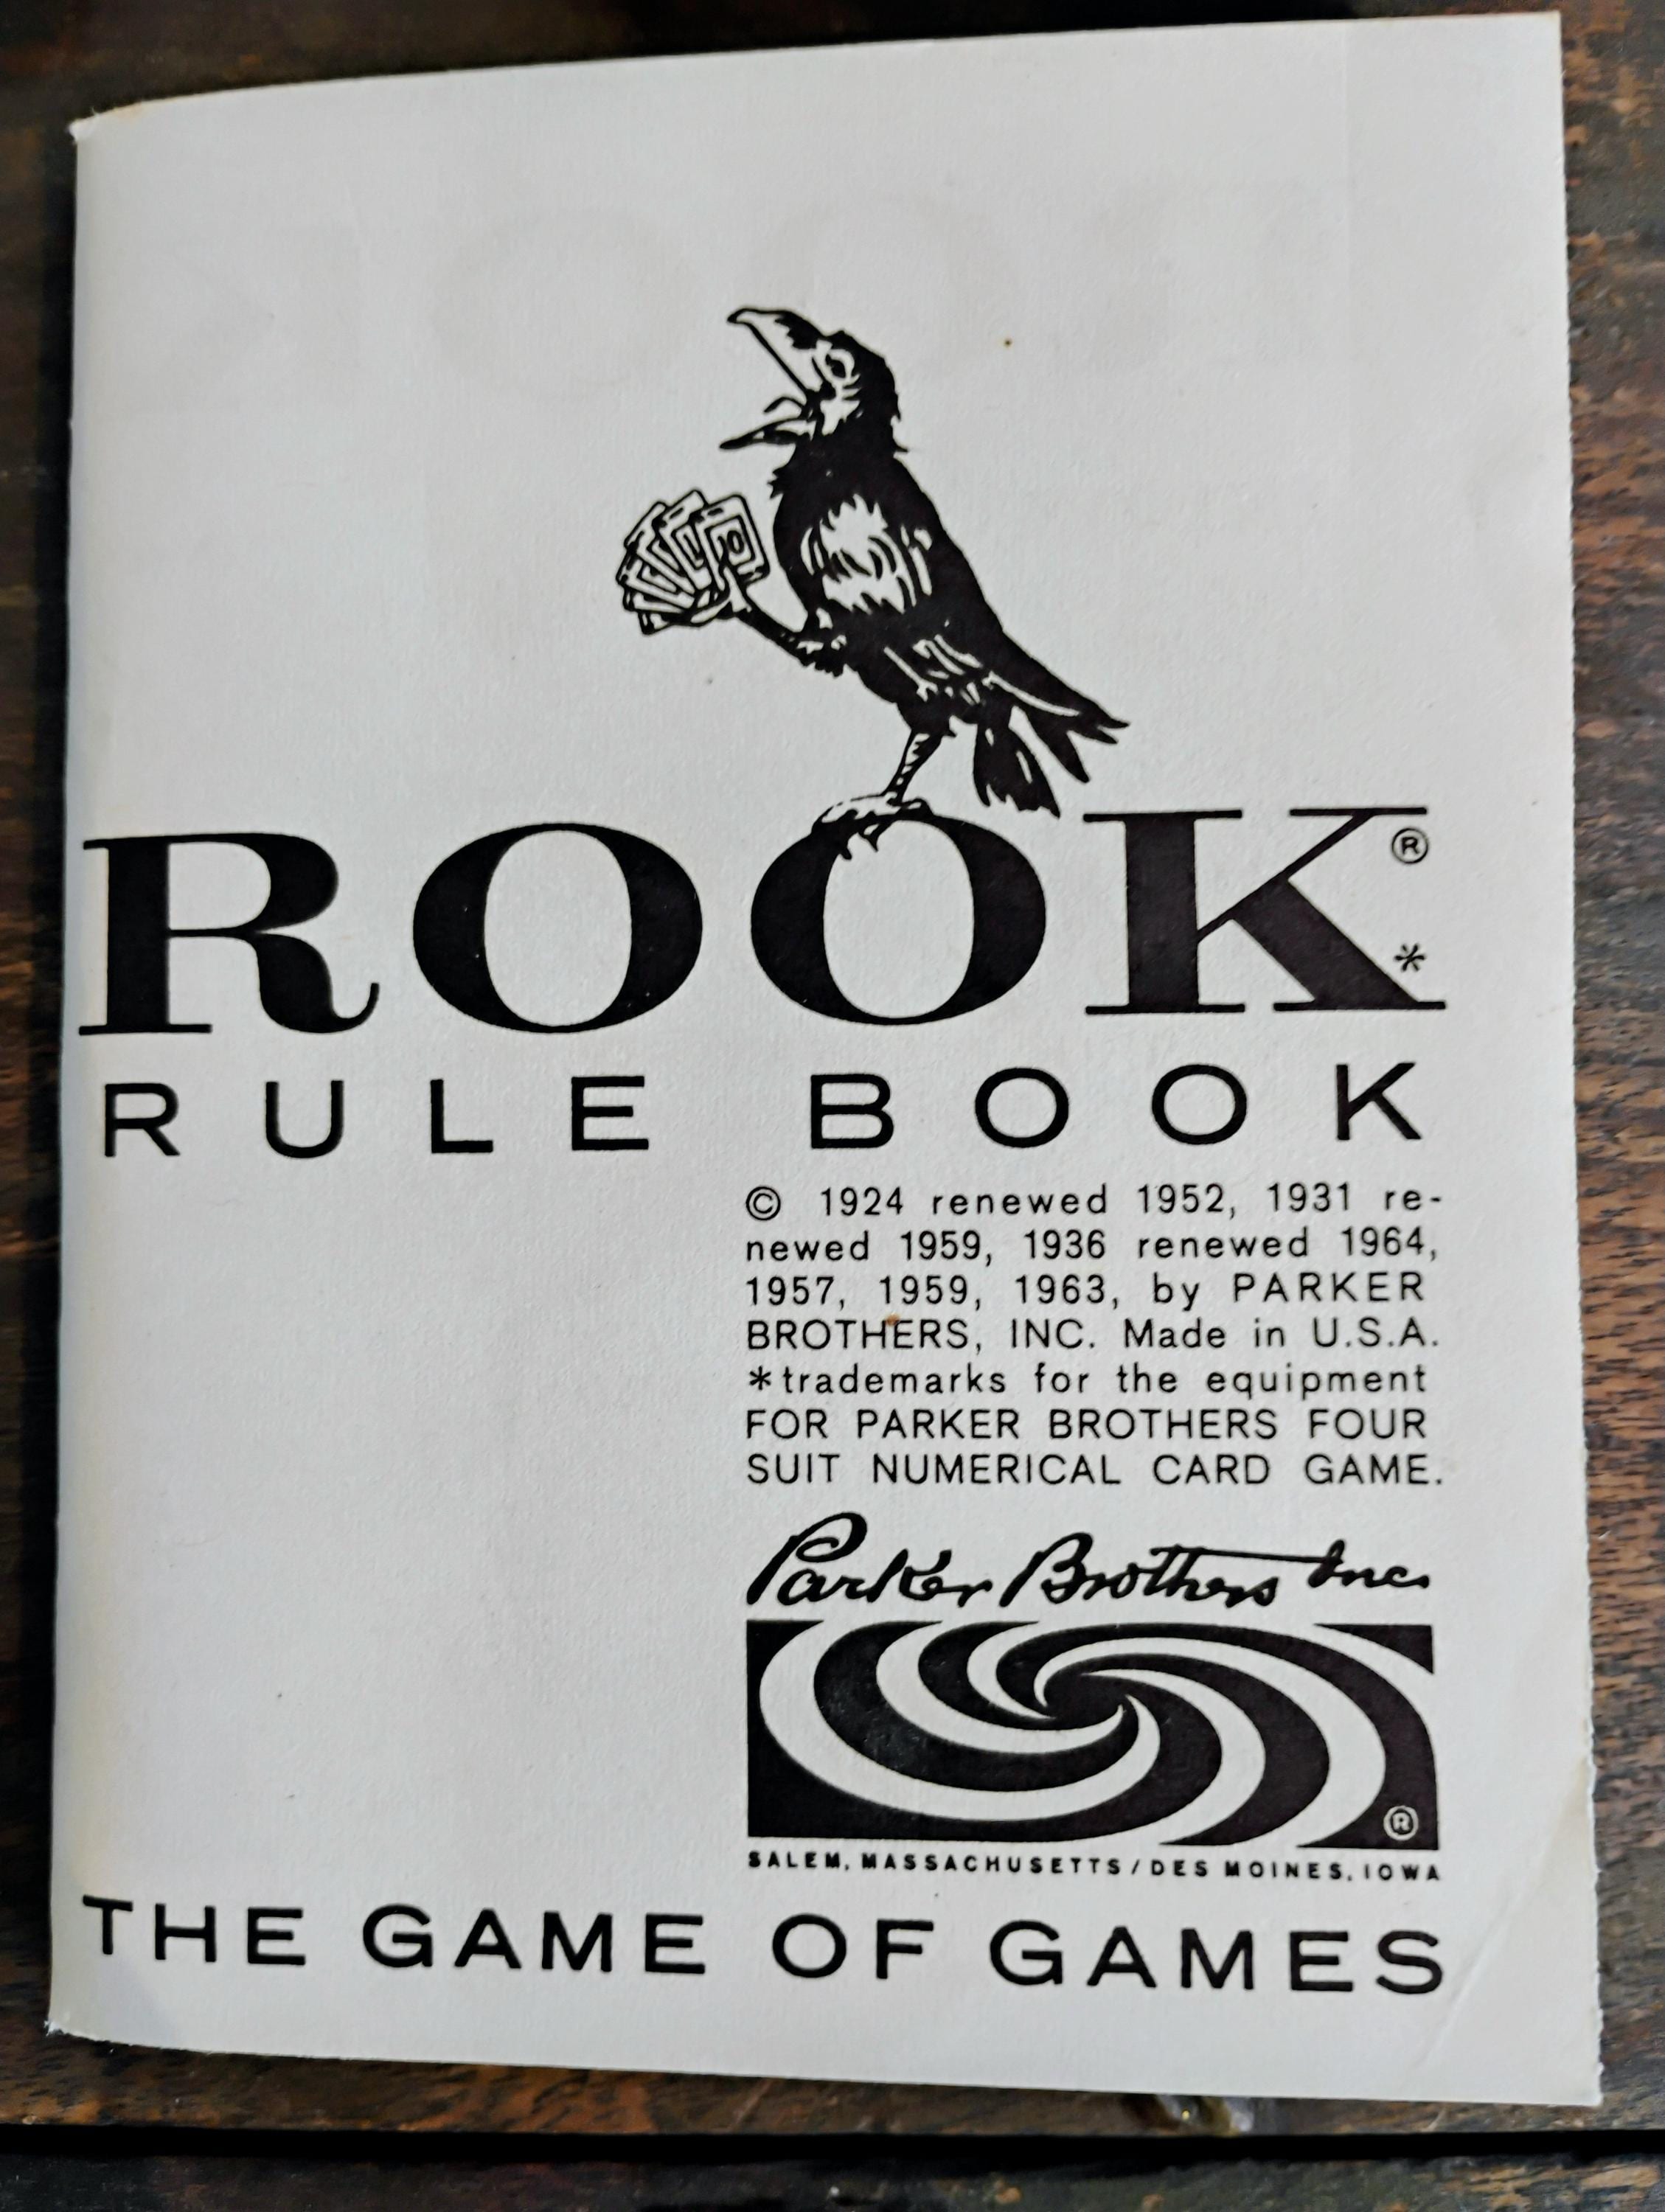 ROOK®*
RULE BOOK
© 1924 renewed 1952, 1931 re-
newed 1959, 1936 renewed 1964,
1957, 1959, 1963, by PARKER
BROTHERS, INC. Made in U.S.A.
*trademarks for the equipment
FOR PARKER BROTHERS FOUR
SUIT NUMERICAL CARD GAME.
Parker Brothers Inc.
®
SALEM, MASSACHUSETTS/DES MOINES, IOWA
THE GAME OF GAMES